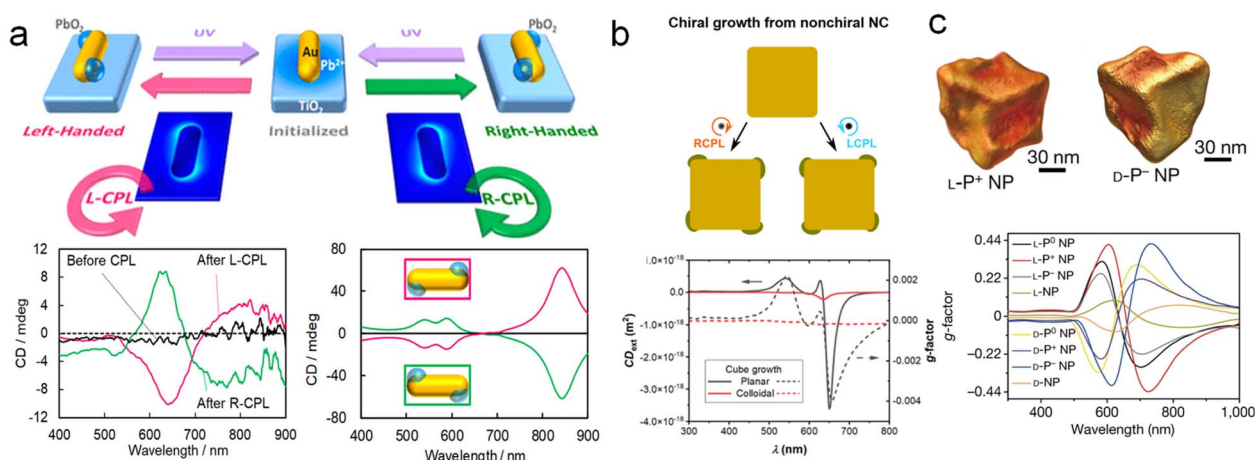 a
PbO₂
UV
UV
PbO₂
Au
Pb²⁺
TiO₂
Left-Handed
Initialized
Right-Handed
L-CPL
R-CPL
12
8
4
0
-4
-8
-12
CD / mdeg
Before CPL
After L-CPL
After R-CPL
400 500 600 700 800 900
Wavelength / nm
80
40
0
-40
-80
CD / mdeg
400 500 600 700 800 900
Wavelength / nm
b
Chiral growth from nonchiral NC
RCPL
LCPL
1.0×10⁻¹⁸
0.0
-1.0×10⁻¹⁸
-2.0×10⁻¹⁸
-3.0×10⁻¹⁸
-4.0×10⁻¹⁸
CD_ext (m²)
0.002
0.000
-0.002
-0.004
g-factor
Cube growth
Planar
Colloidal
300 400 500 600 700 800
λ (nm)
c
30 nm
30 nm
L-P⁺ NP
D-P⁻ NP
0.44
0.22
0
-0.22
-0.44
g-factor
L-P⁰ NP
L-P⁺ NP
L-P⁻ NP
L-NP
D-P⁰ NP
D-P⁺ NP
D-P⁻ NP
D-NP
400 600 800 1,000
Wavelength (nm)